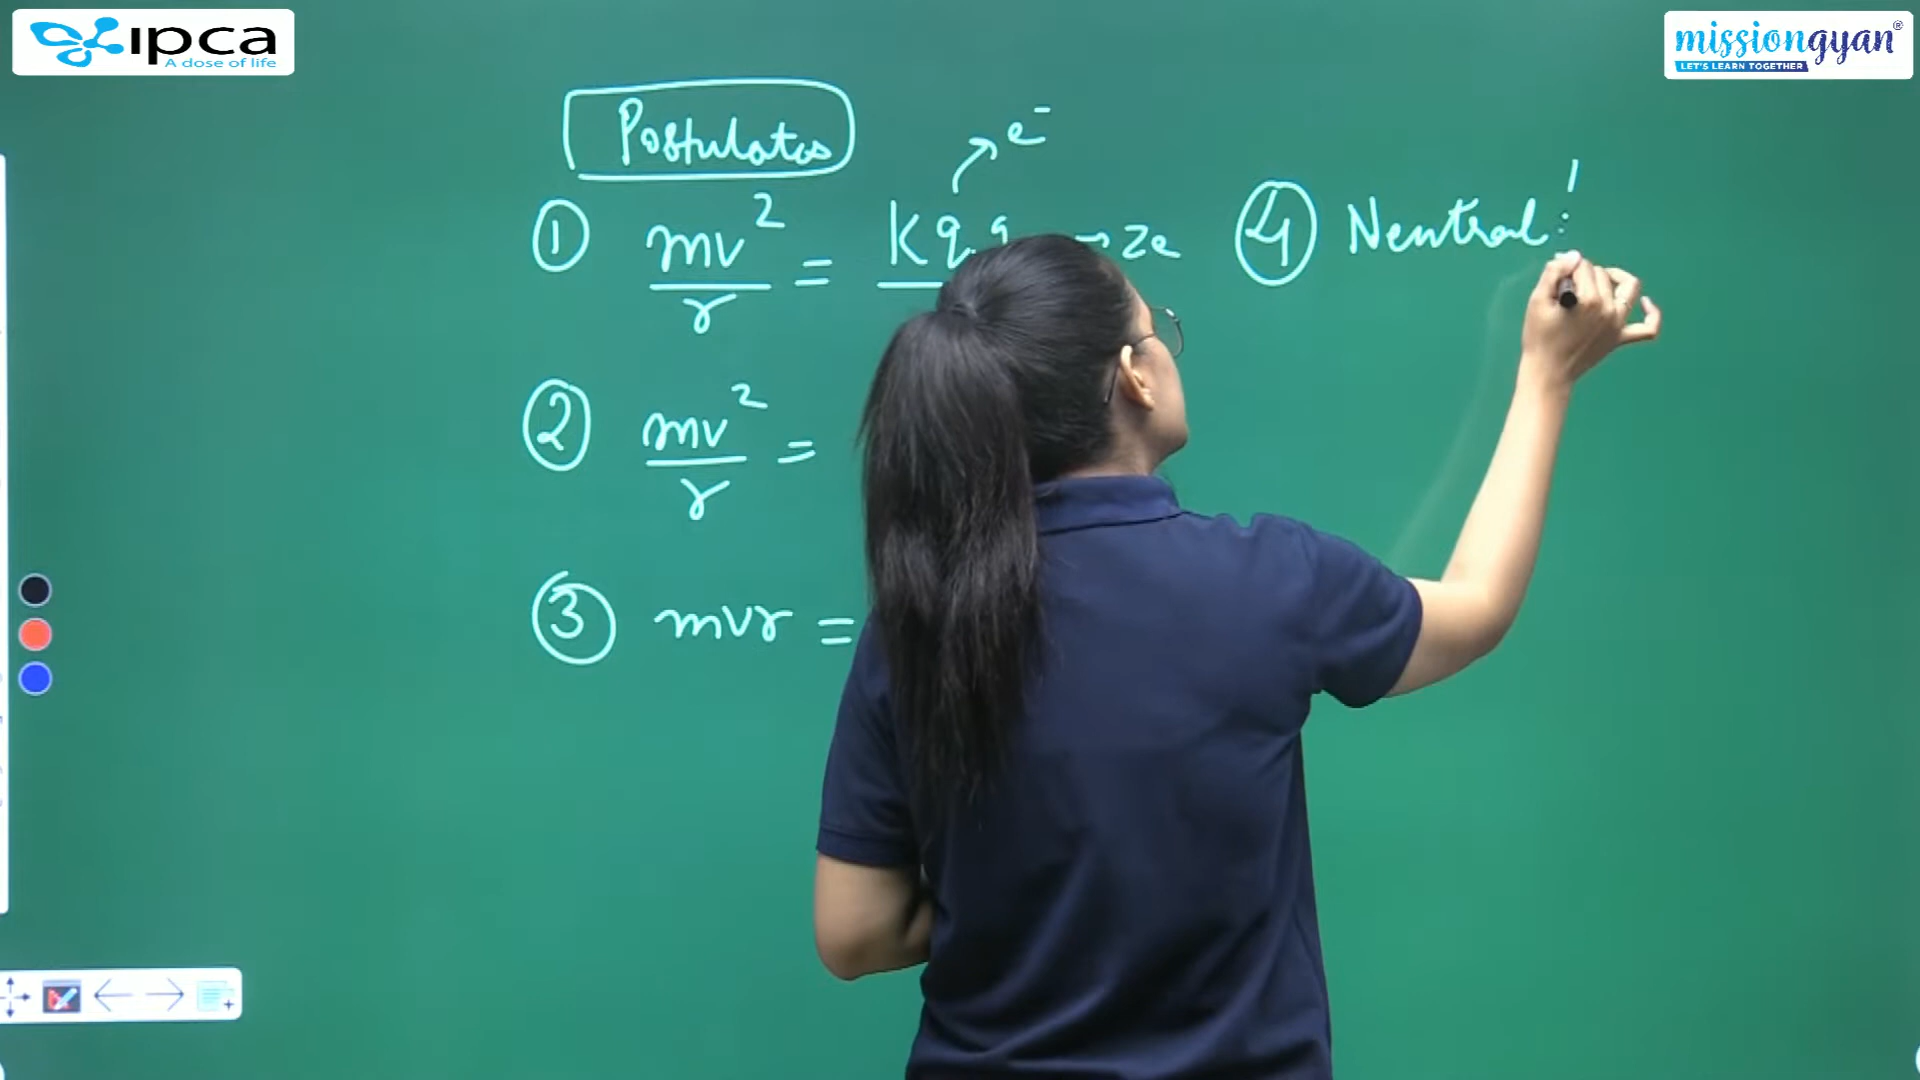 ipca
A dose of life
missiongyan®
LET'S LEARN TOGETHER
Postulates
e⁻
① mv²/r = Kq q → ze
② mv²/r =
③ mvr =
④ Neutral